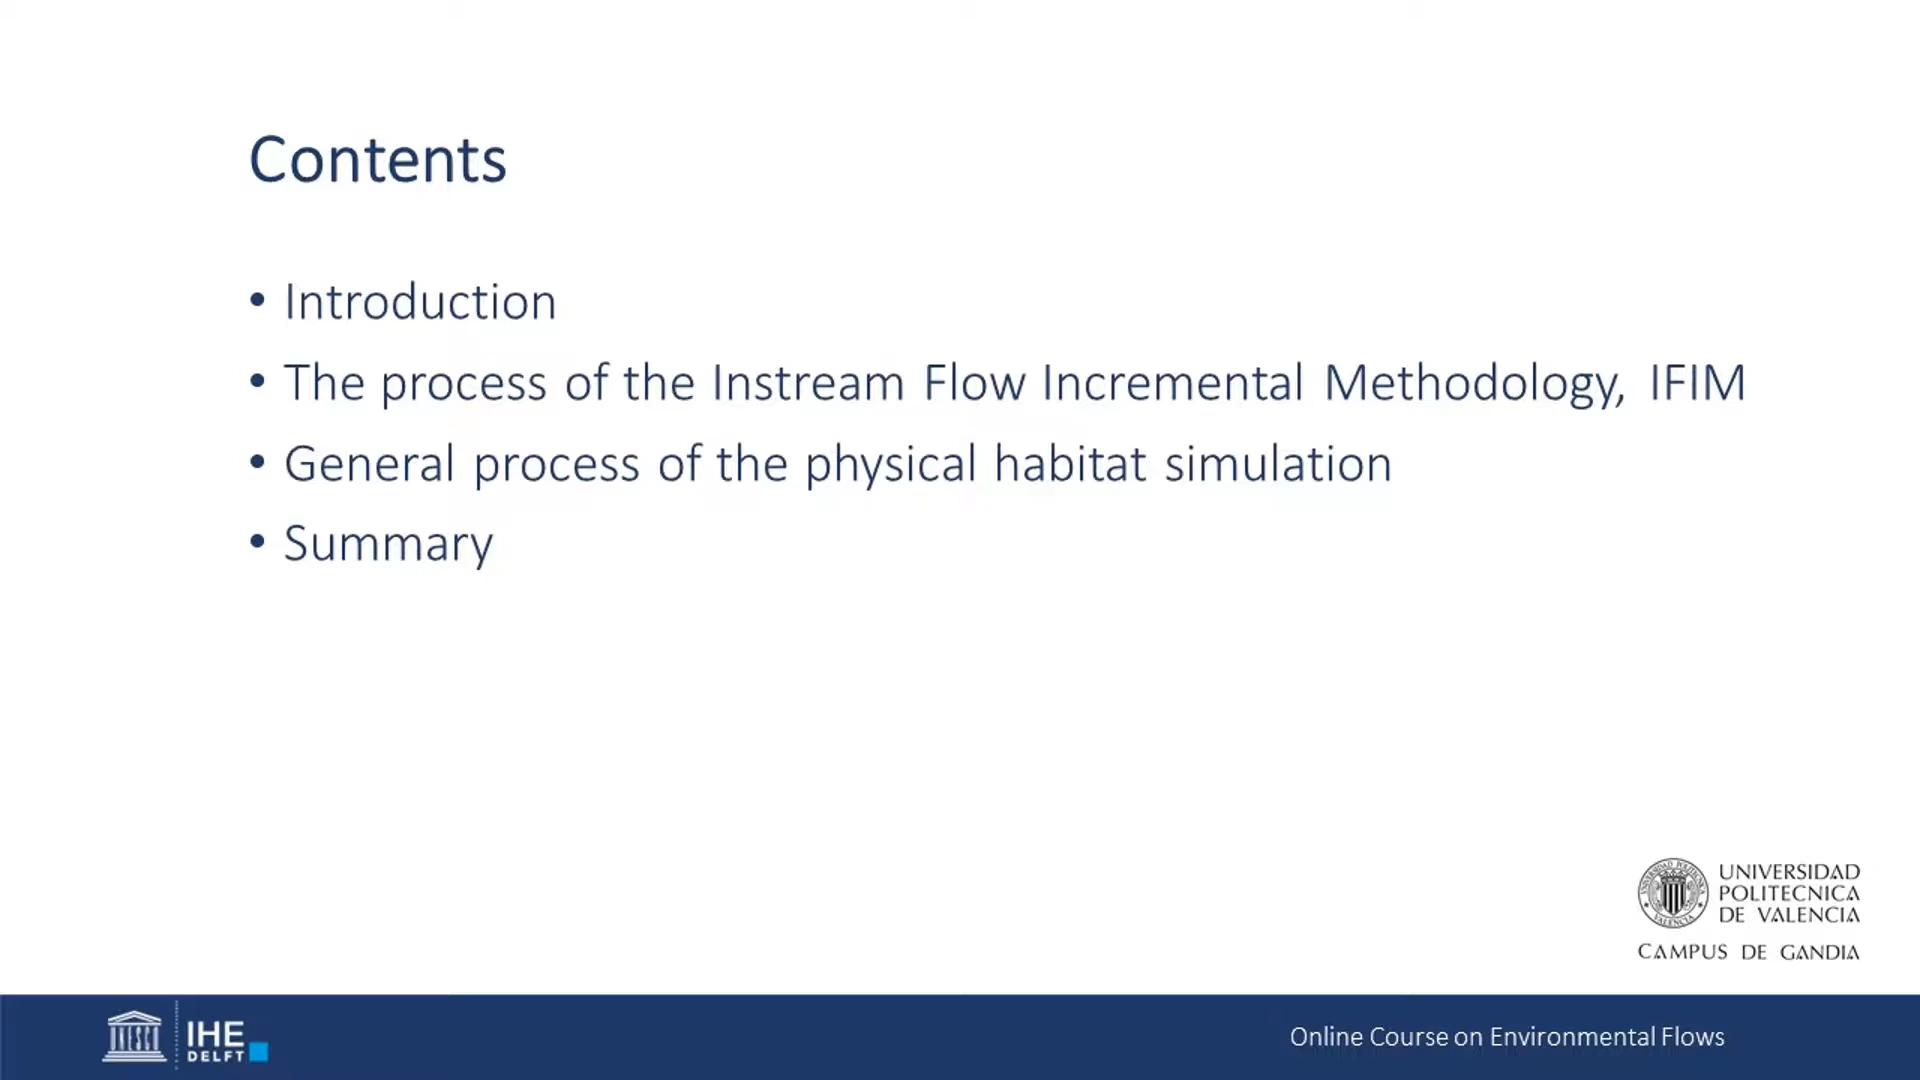 Contents
• Introduction
• The process of the Instream Flow Incremental Methodology, IFIM
• General process of the physical habitat simulation
• Summary
UNIVERSIDAD
POLITECNICA
DE VALENCIA
CAMPUS DE GANDIA
UNESCO
IHE
DELFT
Online Course on Environmental Flows